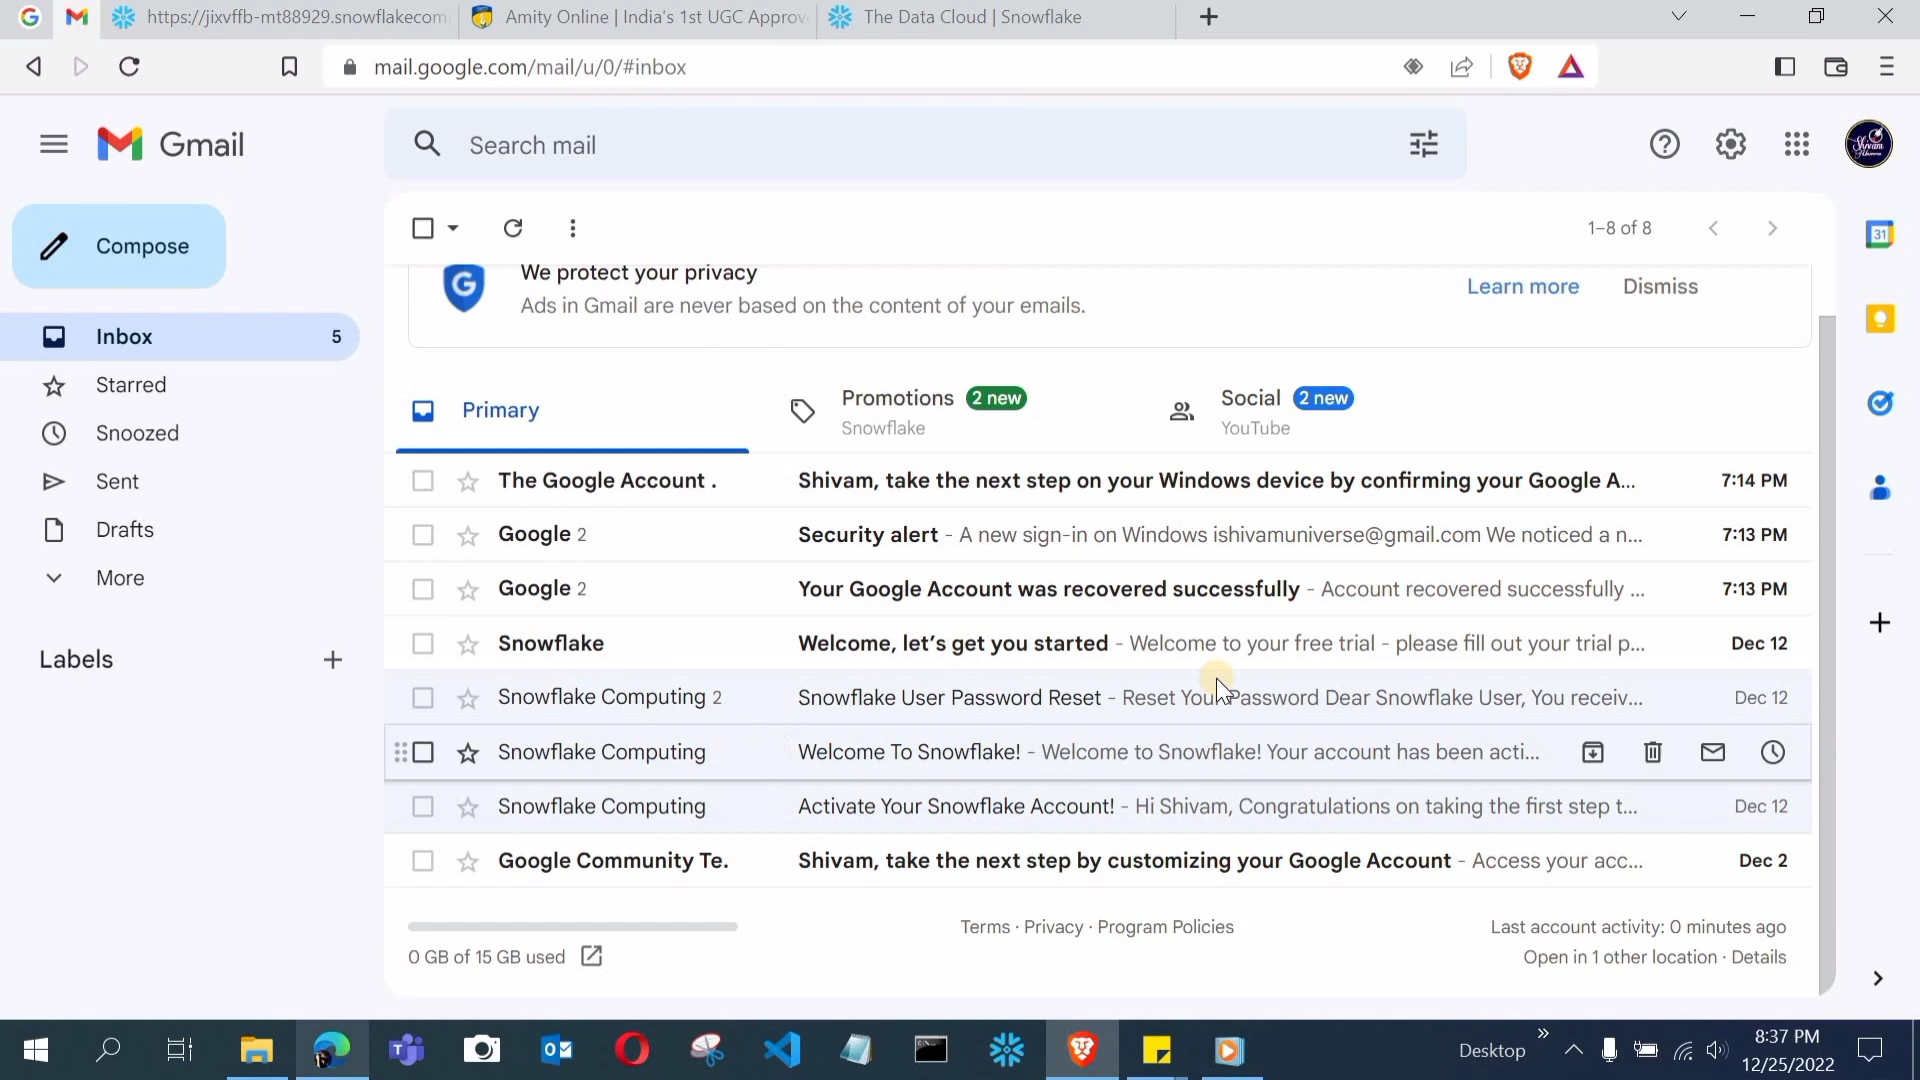 https://jixvffb-mt88929.snowflakecom
Amity Online | India's 1st UGC Approv
The Data Cloud | Snowflake
mail.google.com/mail/u/0/#inbox
Gmail
Search mail
Compose
1–8 of 8
We protect your privacy
Ads in Gmail are never based on the content of your emails.
Learn more
Dismiss
Inbox 5
Starred
Snoozed
Sent
Drafts
More
Labels
Primary
Promotions 2 new
Snowflake
Social 2 new
YouTube
The Google Account . Shivam, take the next step on your Windows device by confirming your Google A... 7:14 PM
Google 2 Security alert - A new sign-in on Windows ishivamuniverse@gmail.com We noticed a n... 7:13 PM
Google 2 Your Google Account was recovered successfully - Account recovered successfully ... 7:13 PM
Snowflake Welcome, let’s get you started - Welcome to your free trial - please fill out your trial p... Dec 12
Snowflake Computing 2 Snowflake User Password Reset - Reset Your Password Dear Snowflake User, You receiv... Dec 12
Snowflake Computing Welcome To Snowflake! - Welcome to Snowflake! Your account has been acti...
Snowflake Computing Activate Your Snowflake Account! - Hi Shivam, Congratulations on taking the first step t... Dec 12
Google Community Te. Shivam, take the next step by customizing your Google Account - Access your acc... Dec 2
0 GB of 15 GB used
Terms · Privacy · Program Policies
Last account activity: 0 minutes ago
Open in 1 other location · Details
31
Desktop
8:37 PM
12/25/2022